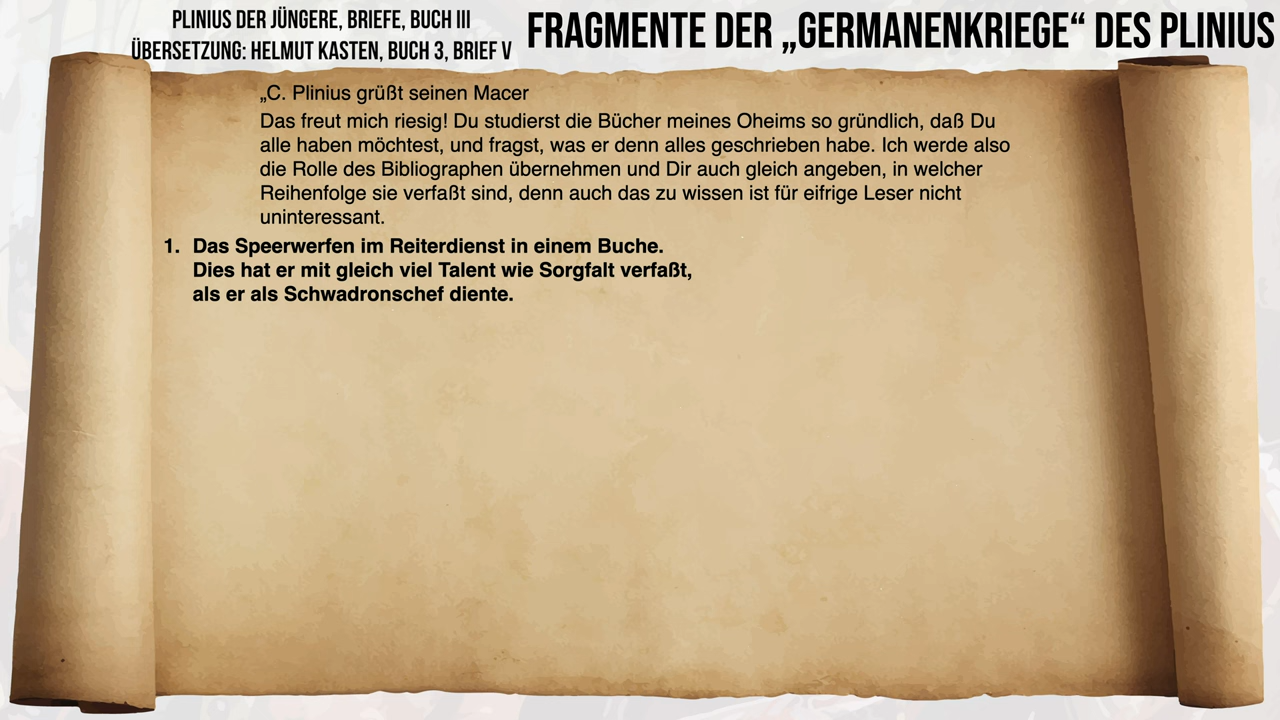 PLINIUS DER JÜNGERE, BRIEFE, BUCH III
ÜBERSETZUNG: HELMUT KASTEN, BUCH 3, BRIEF V
FRAGMENTE DER „GERMANENKRIEGE“ DES PLINIUS
„C. Plinius grüßt seinen Macer
Das freut mich riesig! Du studierst die Bücher meines Oheims so gründlich, daß Du
alle haben möchtest, und fragst, was er denn alles geschrieben habe. Ich werde also
die Rolle des Bibliographen übernehmen und Dir auch gleich angeben, in welcher
Reihenfolge sie verfaßt sind, denn auch das zu wissen ist für eifrige Leser nicht
uninteressant.
1. Das Speerwerfen im Reiterdienst in einem Buche.
Dies hat er mit gleich viel Talent wie Sorgfalt verfaßt,
als er als Schwadronschef diente.